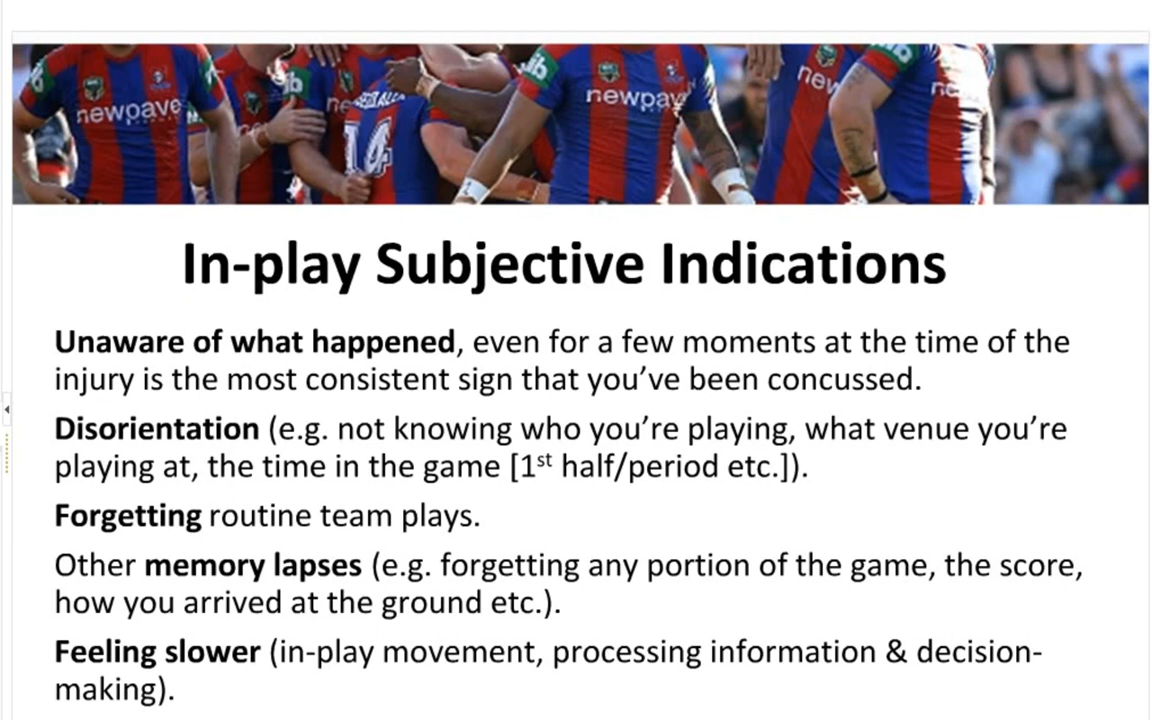 newpave
14
newpav
new
In-play Subjective Indications
Unaware of what happened, even for a few moments at the time of the
injury is the most consistent sign that you’ve been concussed.
Disorientation (e.g. not knowing who you’re playing, what venue you’re
playing at, the time in the game [1st half/period etc.]).
Forgetting routine team plays.
Other memory lapses (e.g. forgetting any portion of the game, the score,
how you arrived at the ground etc.).
Feeling slower (in-play movement, processing information & decision-
making).